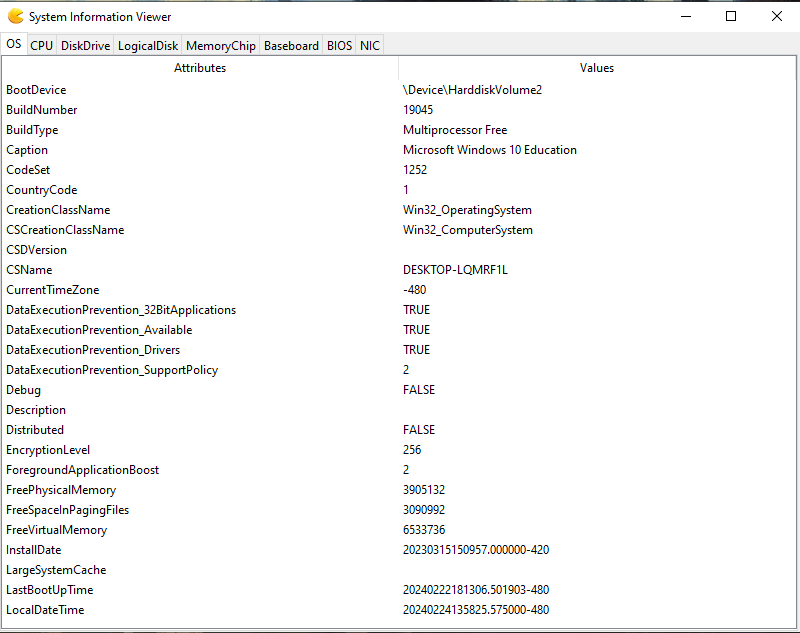 System Information Viewer
OS CPU DiskDrive LogicalDisk MemoryChip Baseboard BIOS NIC
Attributes Values
BootDevice \Device\HarddiskVolume2
BuildNumber 19045
BuildType Multiprocessor Free
Caption Microsoft Windows 10 Education
CodeSet 1252
CountryCode 1
CreationClassName Win32_OperatingSystem
CSCreationClassName Win32_ComputerSystem
CSDVersion
CSName DESKTOP-LQMRF1L
CurrentTimeZone -480
DataExecutionPrevention_32BitApplications TRUE
DataExecutionPrevention_Available TRUE
DataExecutionPrevention_Drivers TRUE
DataExecutionPrevention_SupportPolicy 2
Debug FALSE
Description
Distributed FALSE
EncryptionLevel 256
ForegroundApplicationBoost 2
FreePhysicalMemory 3905132
FreeSpaceInPagingFiles 3090992
FreeVirtualMemory 6533736
InstallDate 20230315150957.000000-420
LargeSystemCache
LastBootUpTime 20240222181306.501903-480
LocalDateTime 20240224135825.575000-480